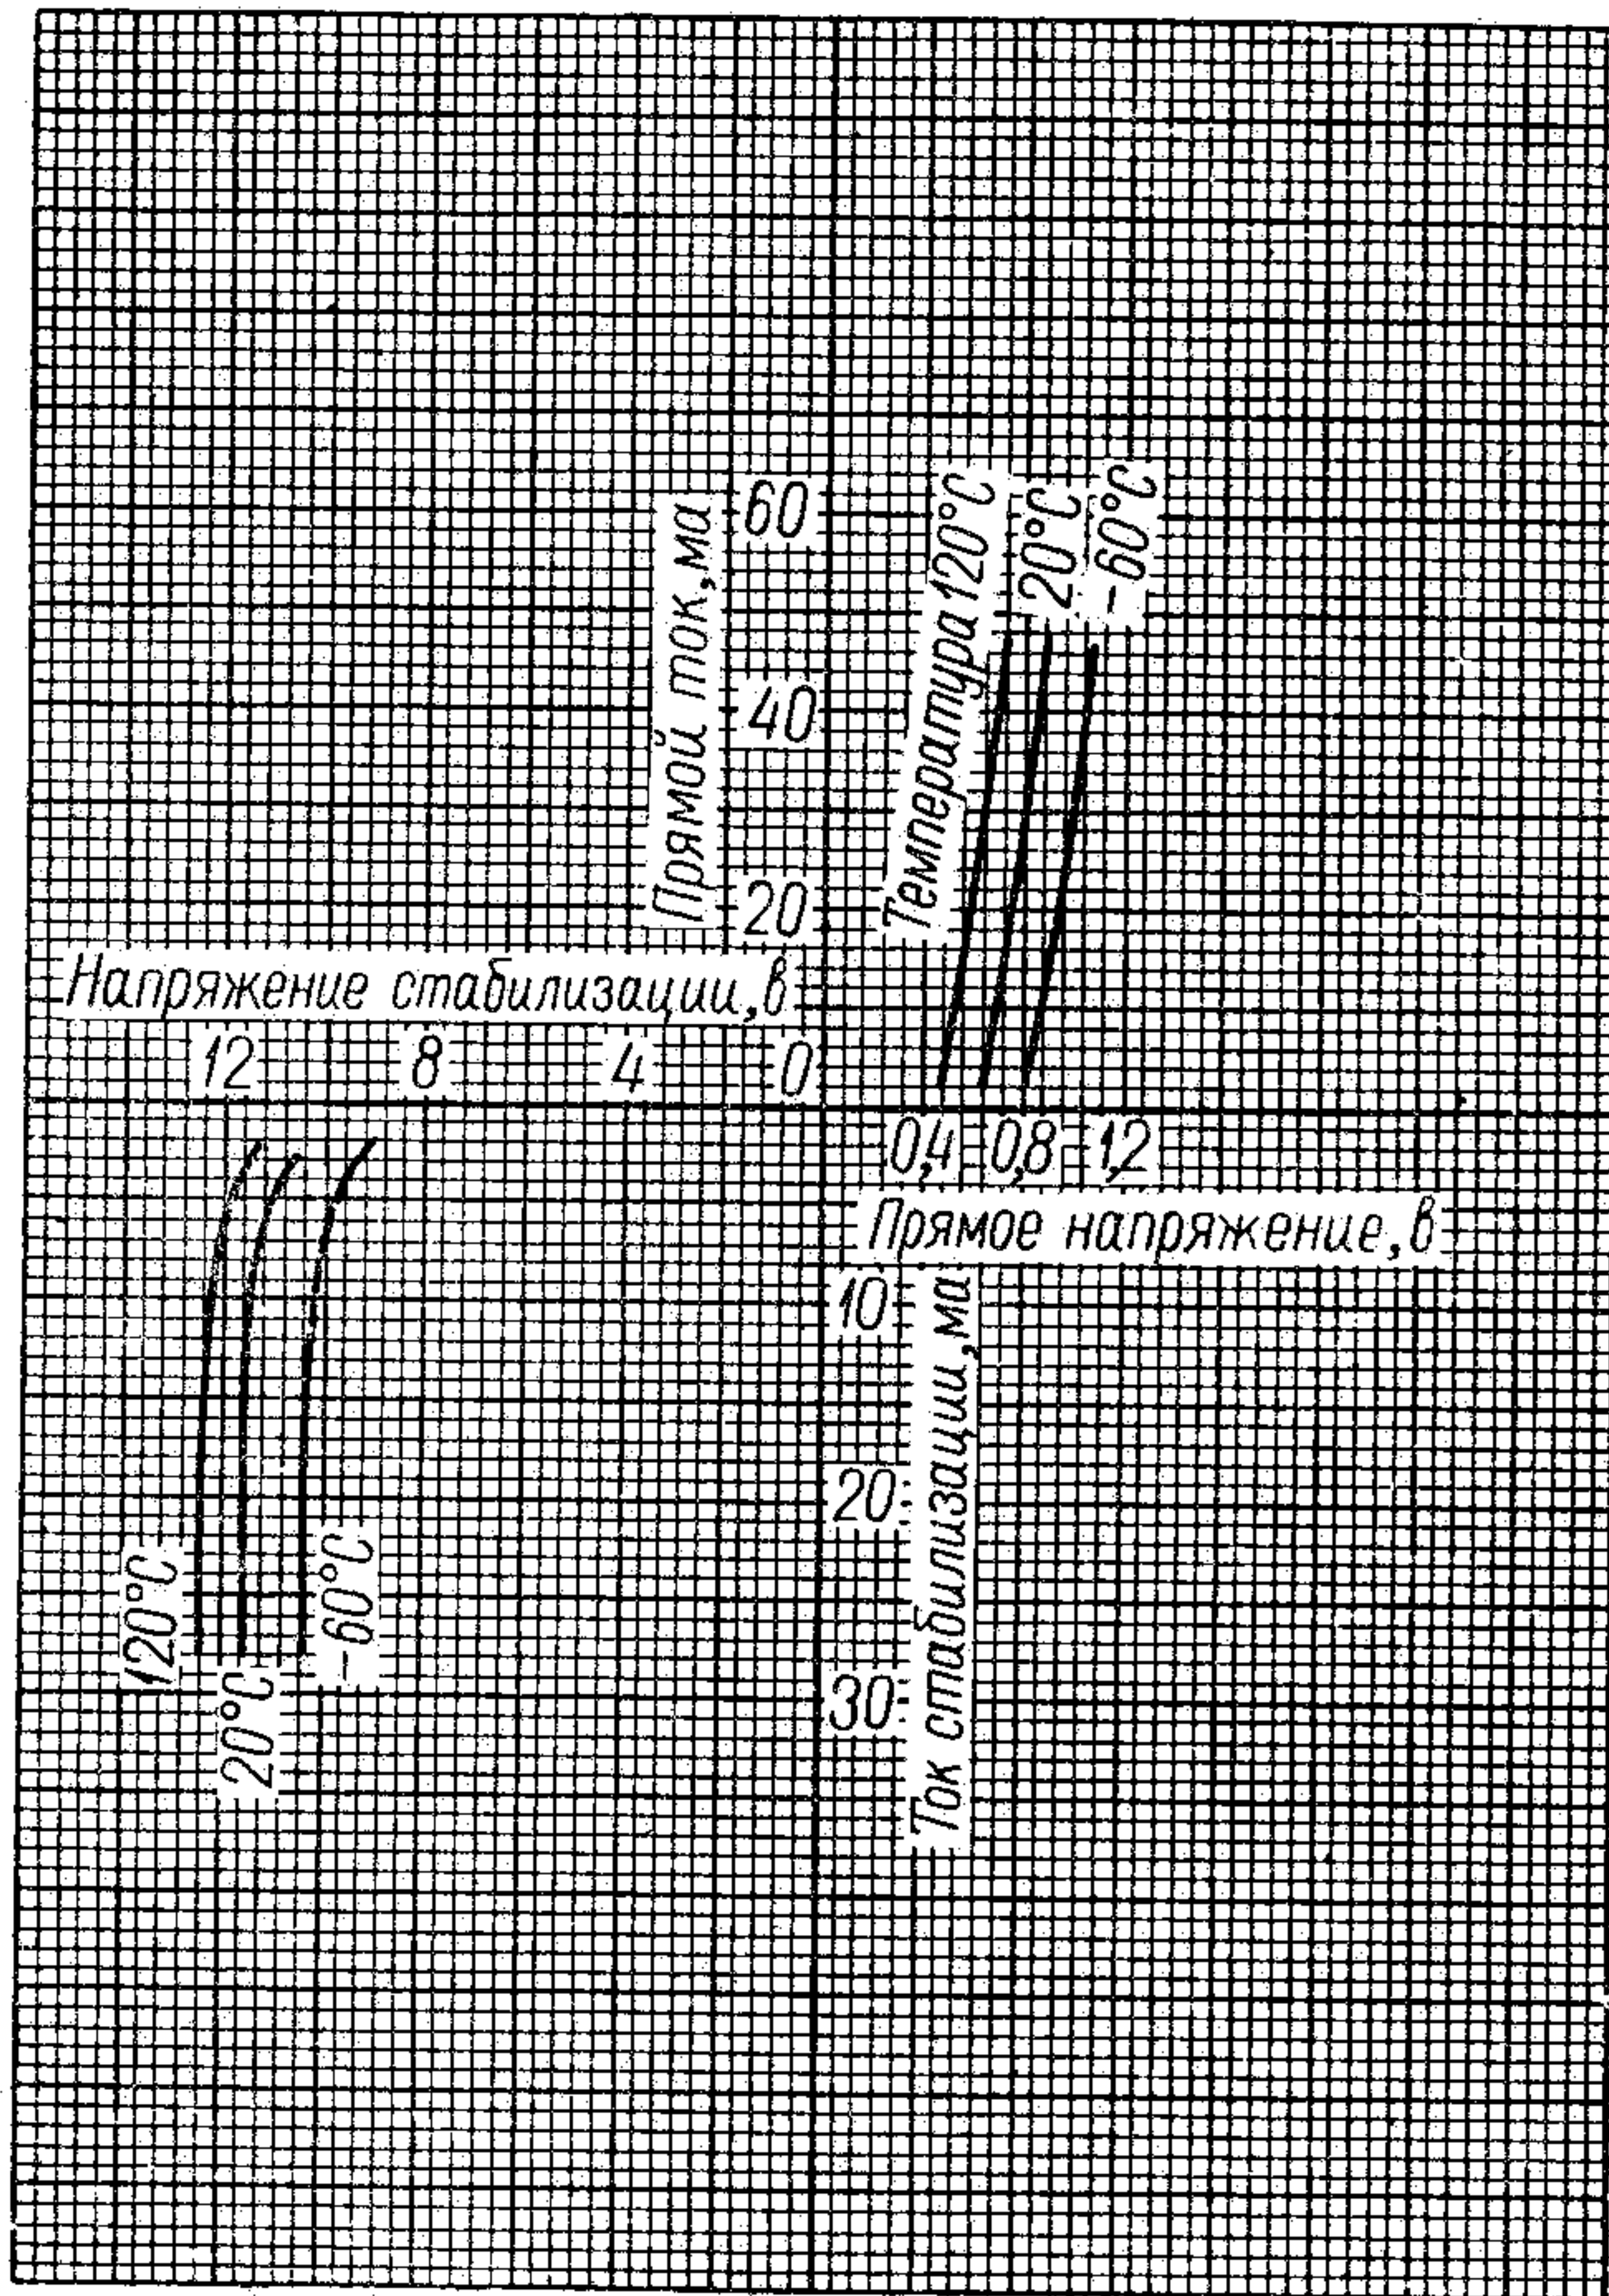 Прямой ток, ма
60
40
20
Температура 120°С
20°С
-60°С
Напряжение стабилизации, в
12 8 4 0
0,4 0,8 1,2
Прямое напряжение, в
10
20
30
Ток стабилизации, ма
120°С
20°С
-60°С